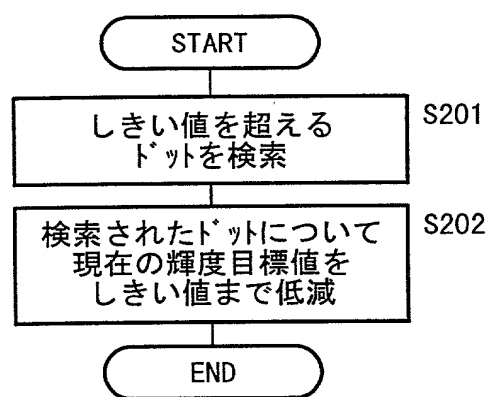 START
しきい値を超える
ﾄﾞｯﾄを検索
S201
検索されたﾄﾞｯﾄについて
現在の輝度目標値を
しきい値まで低減
S202
END